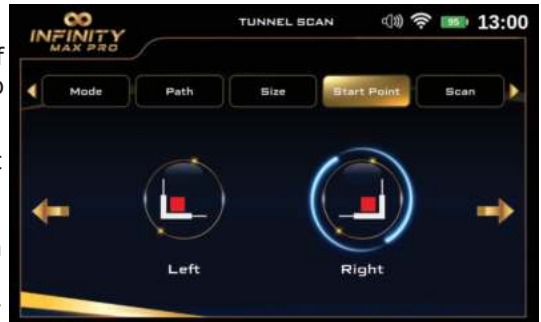 INFINITY
MAX PRO
TUNNEL SCAN
95
13:00
Mode
Path
Size
Start Point
Scan
Left
Right